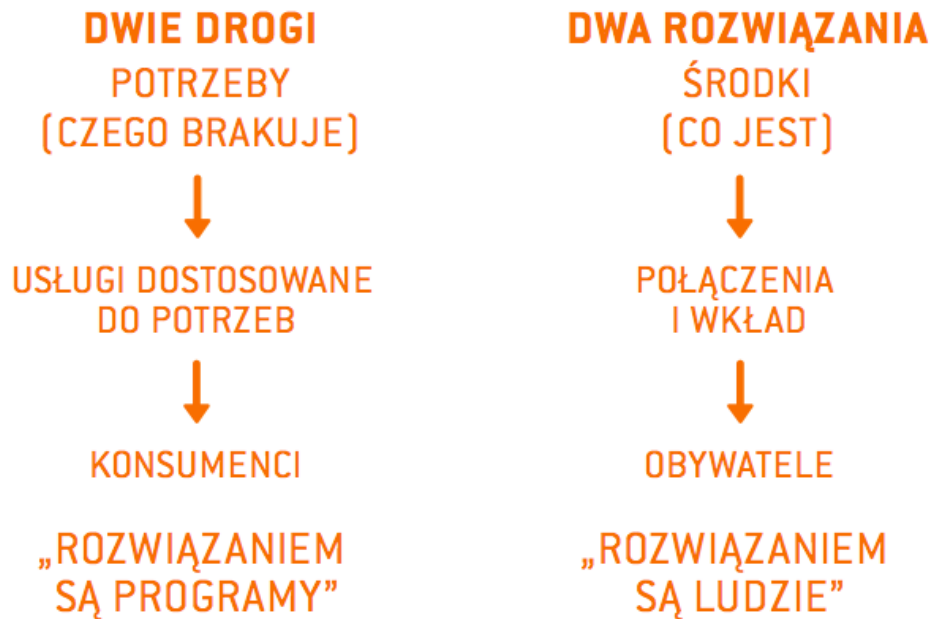 DWIE DROGI
POTRZEBY
(CZEGO BRAKUJE)
USŁUGI DOSTOSOWANE
DO POTRZEB
KONSUMENCI
„ROZWIĄZANIEM
SĄ PROGRAMY”
DWA ROZWIĄZANIA
ŚRODKI
(CO JEST)
POŁĄCZENIA
I WKŁAD
OBYWATELE
„ROZWIĄZANIEM
SĄ LUDZIE”